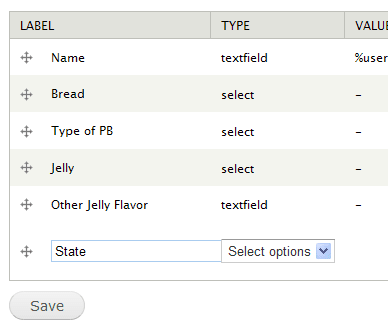 LABEL TYPE VALUE
Name textfield %user
Bread select –
Type of PB select –
Jelly select –
Other Jelly Flavor textfield –
State Select options
Save